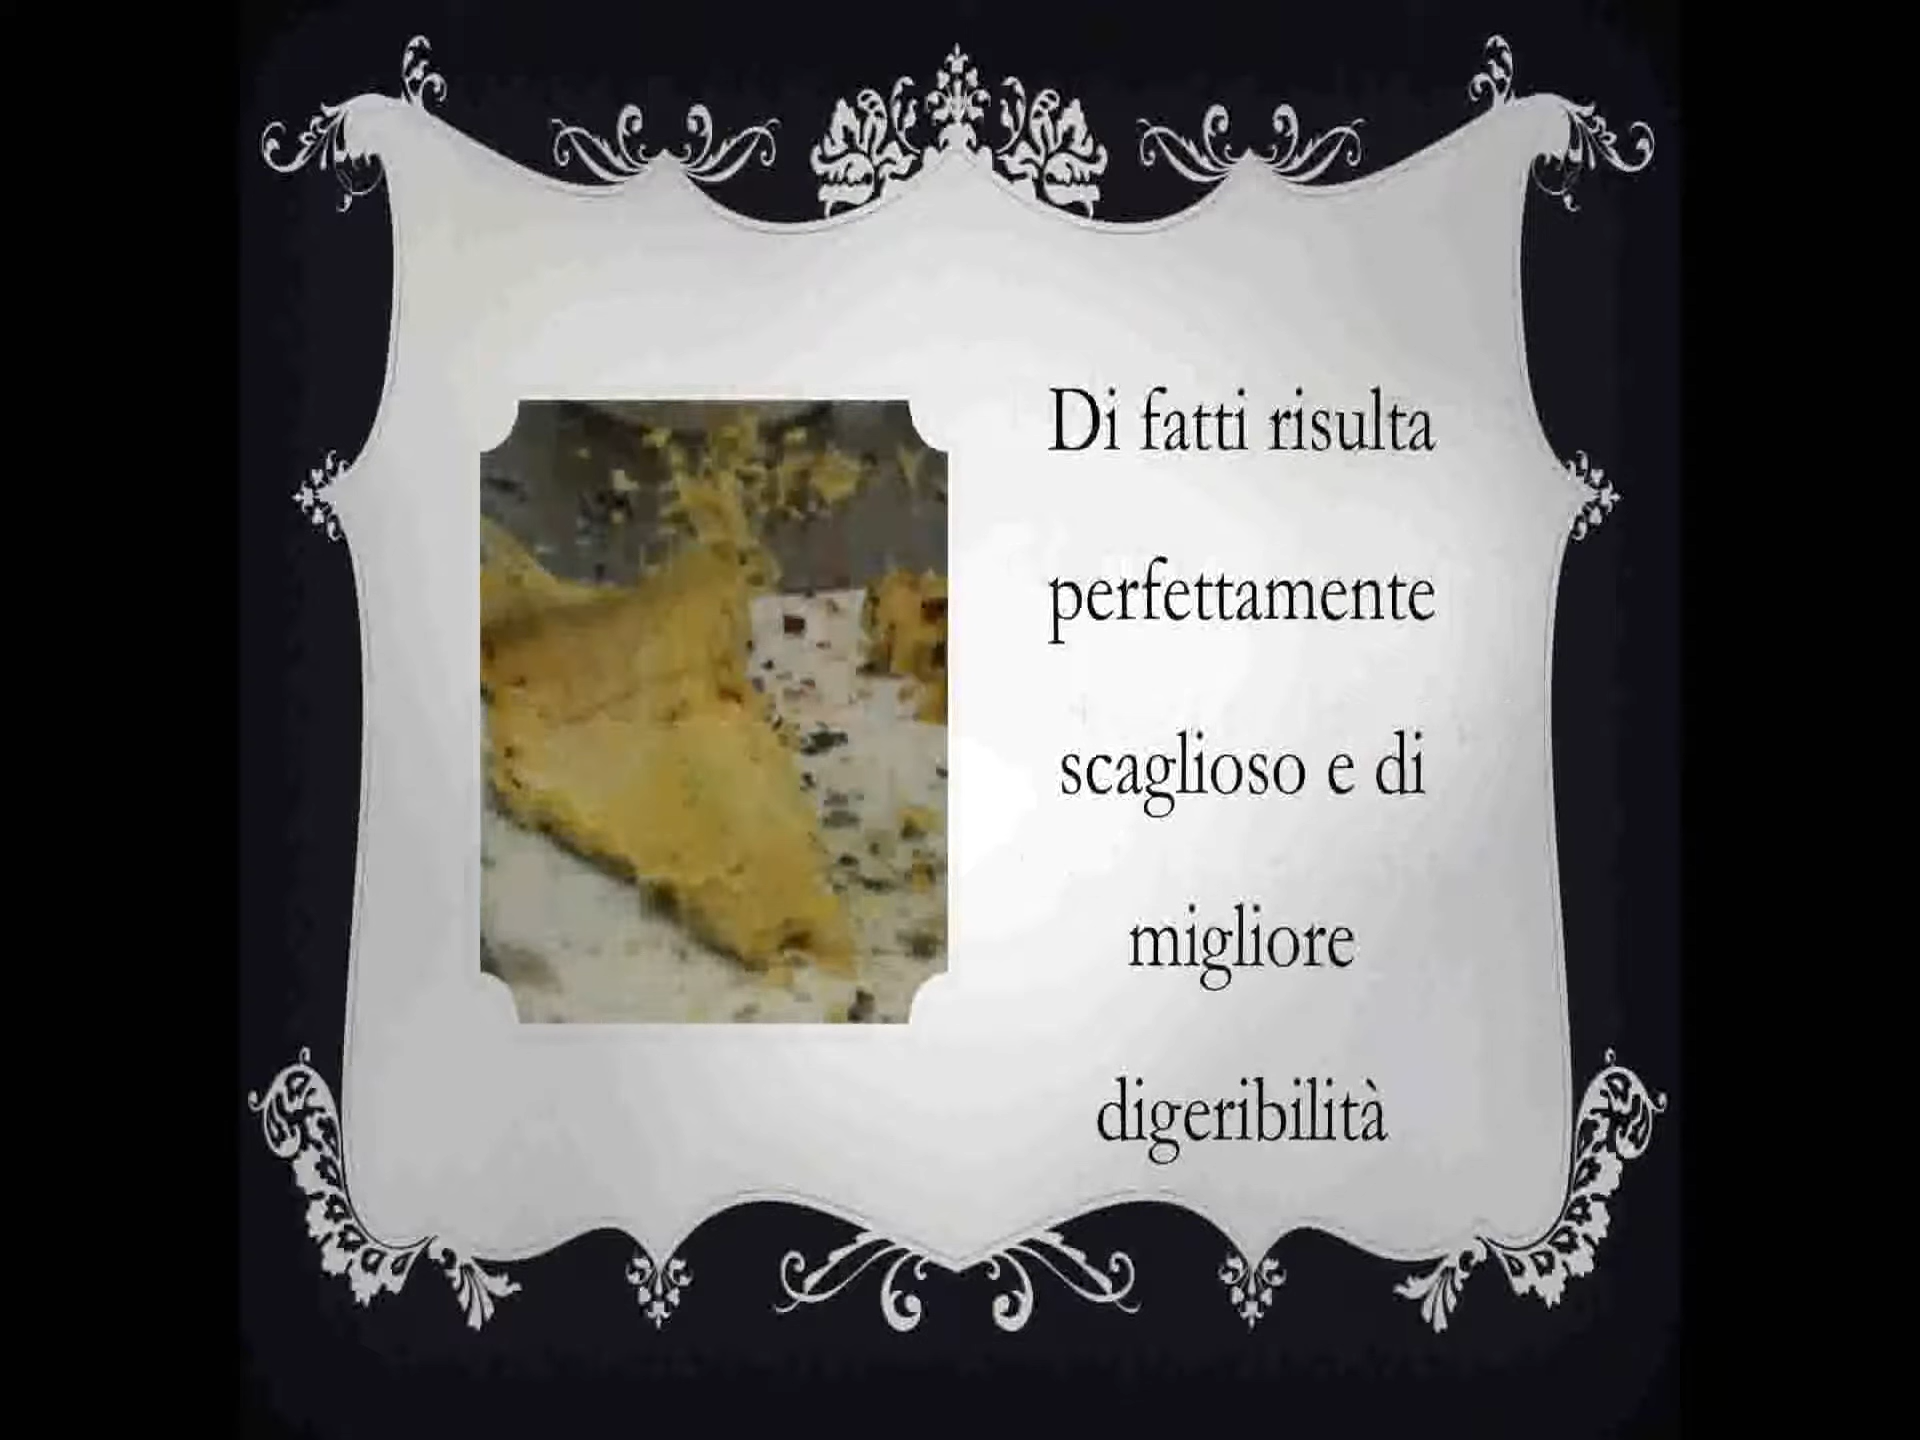 Di fatti risulta
perfettamente
scaglioso e di
migliore
digeribilità